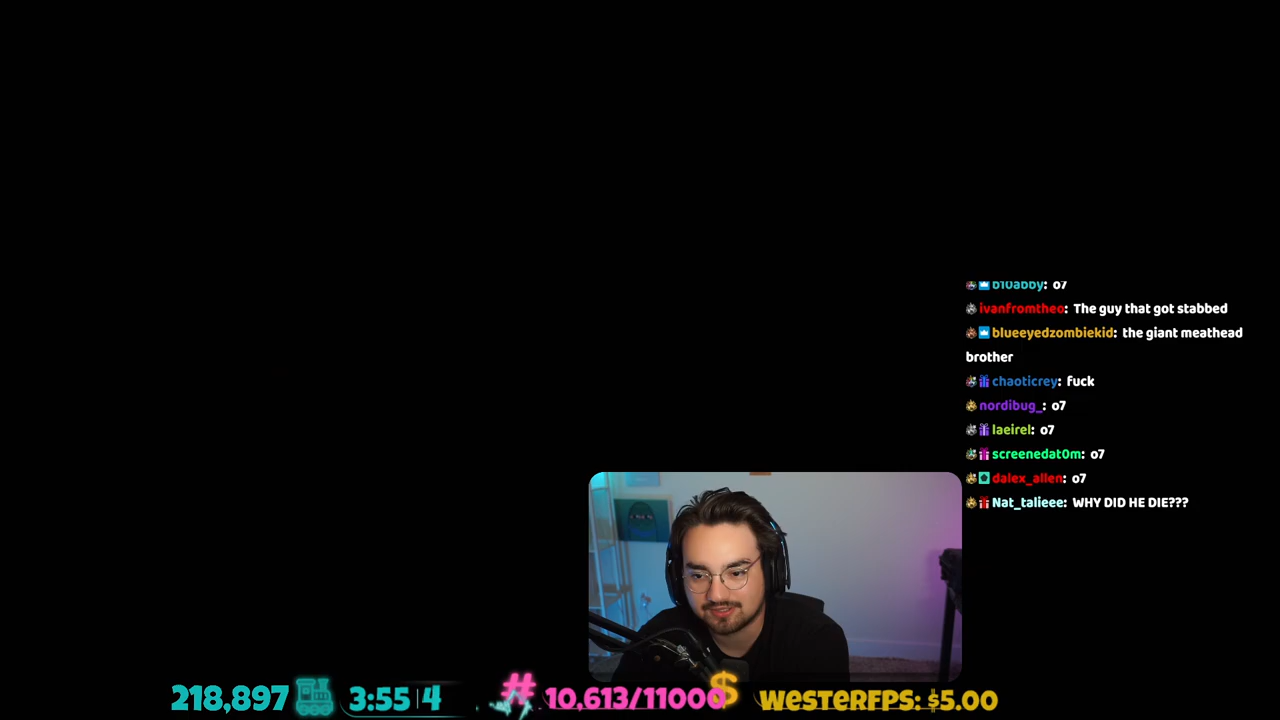 b10abby: o7
ivanfromtheo: The guy that got stabbed
blueeyedzombiekid: the giant meathead
brother
chaoticrey: fuck
nordibug_: o7
laeirel: o7
screenedat0m: o7
dalex_allen: o7
Nat_talieee: WHY DID HE DIE???
218,897 3:55 4 # 10,613/11000 $ WESTERFPS: $5.00